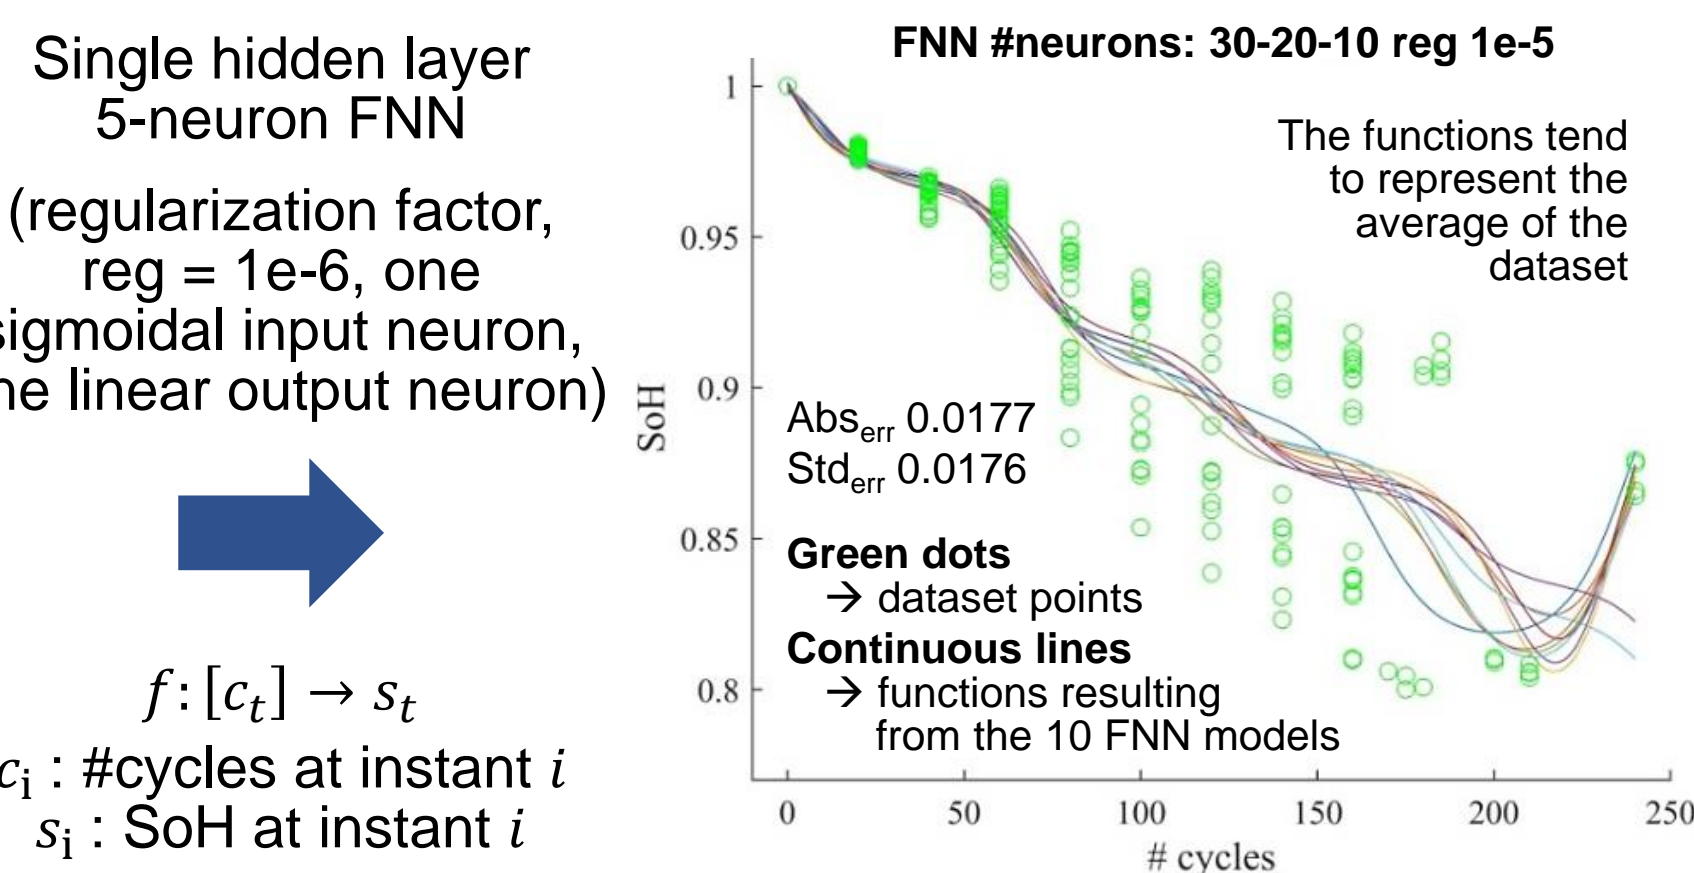 Single hidden layer
5-neuron FNN
(regularization factor,
reg = 1e-6, one
sigmoidal input neuron,
ne linear output neuron)
f: [c_t] → s_t
c_i : #cycles at instant i
s_i : SoH at instant i
FNN #neurons: 30-20-10 reg 1e-5
The functions tend
to represent the
average of the
dataset
Abs_err 0.0177
Std_err 0.0176
Green dots
→ dataset points
Continuous lines
→ functions resulting
from the 10 FNN models
SoH
1
0.95
0.9
0.85
0.8
0
50
100
150
200
250
# cycles